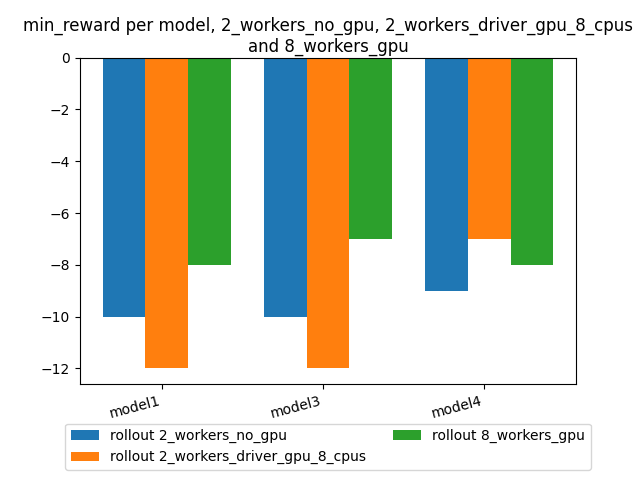 min_reward per model, 2_workers_no_gpu, 2_workers_driver_gpu_8_cpus
and 8_workers_gpu
0
−2
−4
−6
−8
−10
−12
model1
model3
model4
rollout 2_workers_no_gpu
rollout 2_workers_driver_gpu_8_cpus
rollout 8_workers_gpu